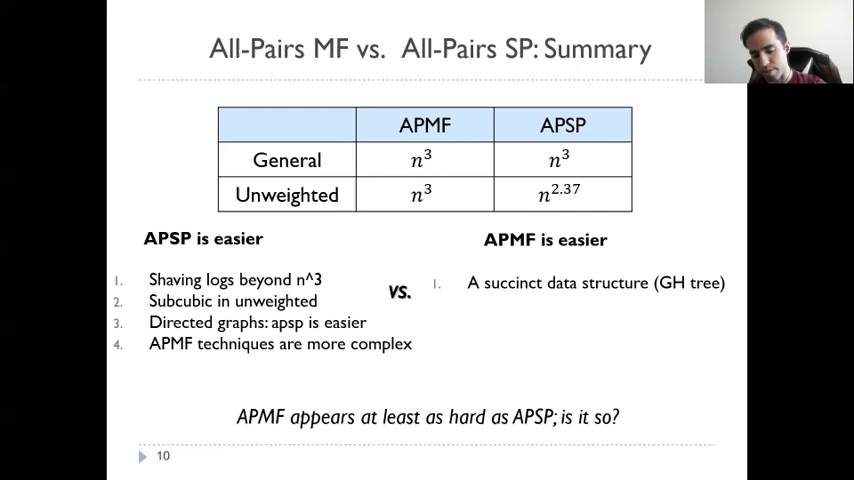 All-Pairs MF vs. All-Pairs SP: Summary
APMF APSP
General n³ n³
Unweighted n³ n^2.37
APSP is easier
1. Shaving logs beyond n^3
2. Subcubic in unweighted
3. Directed graphs: apsp is easier
4. APMF techniques are more complex
vs.
APMF is easier
1. A succinct data structure (GH tree)
APMF appears at least as hard as APSP; is it so?
10